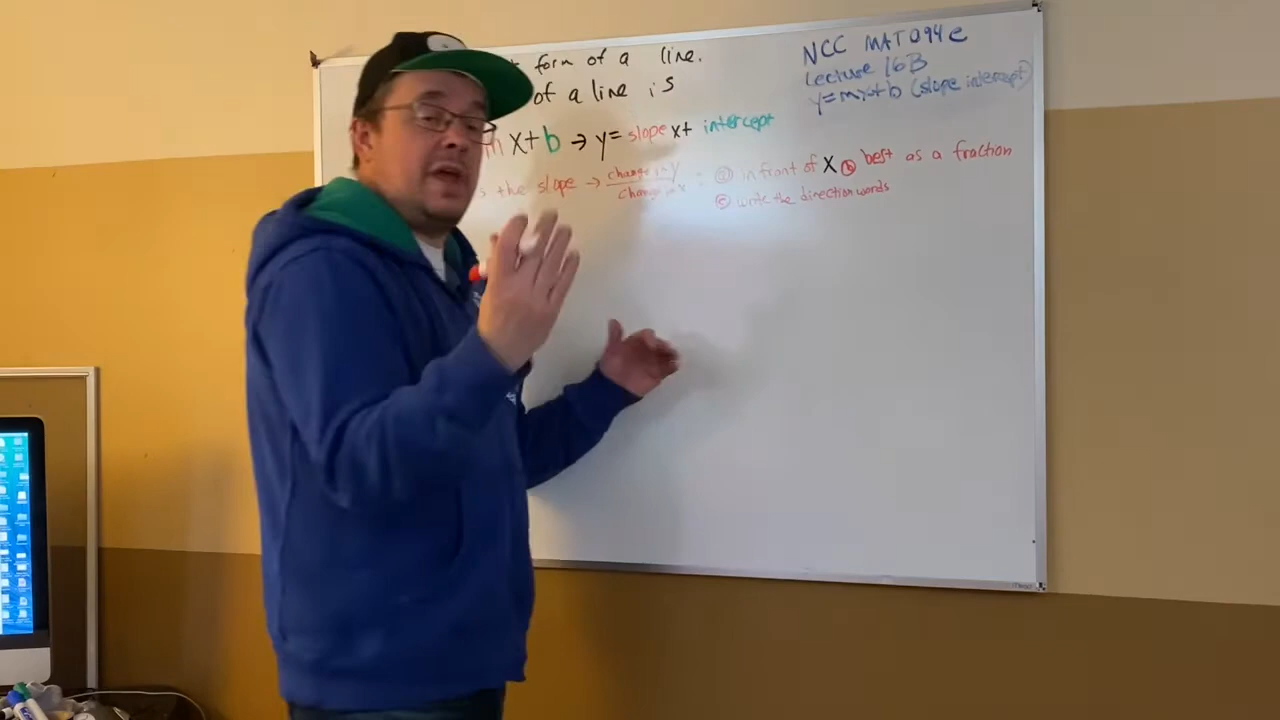 form of a line.
of a line is
x+b → y= slope x+ intercept
the slope → change in y / change in x = ⓐ in front of X ⓑ best as a fraction
ⓒ write the direction words
NCC MAT094e
Lecture 16B
y=mx+b (slope intercept)